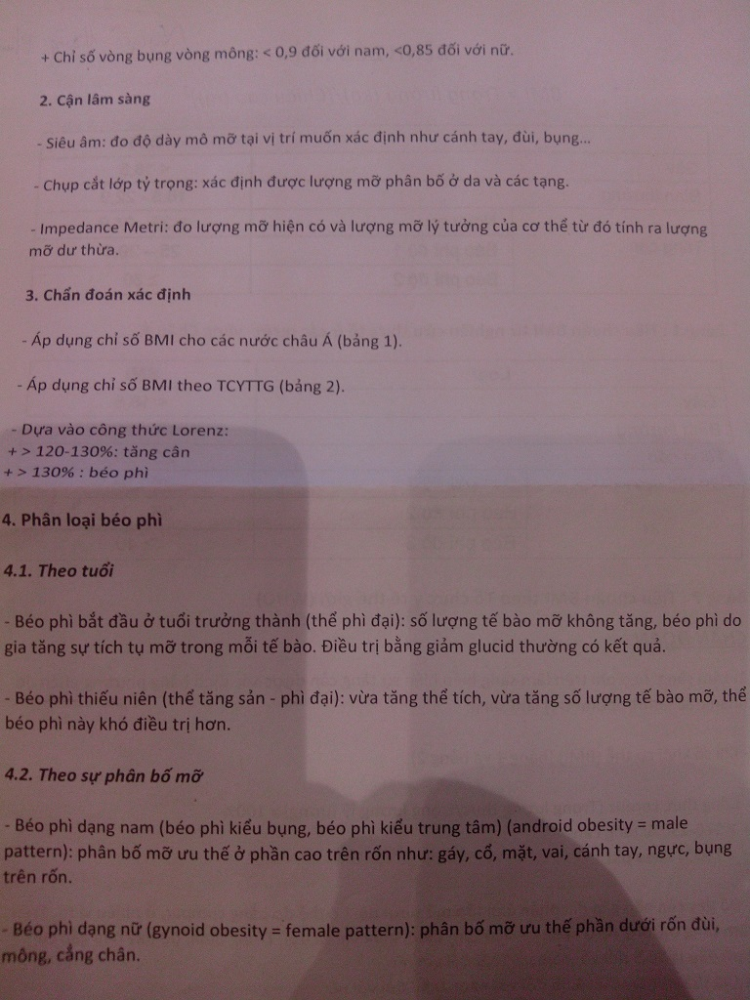 + Chỉ số vòng bụng vòng mông: < 0,9 đối với nam, <0,85 đối với nữ.
2. Cận lâm sàng
- Siêu âm: đo độ dày mô mỡ tại vị trí muốn xác định như cánh tay, đùi, bụng...
- Chụp cắt lớp tỷ trọng: xác định được lượng mỡ phân bố ở da và các tạng.
- Impedance Metri: đo lượng mỡ hiện có và lượng mỡ lý tưởng của cơ thể từ đó tính ra lượng
mỡ dư thừa.
3. Chẩn đoán xác định
- Áp dụng chỉ số BMI cho các nước châu Á (bảng 1).
- Áp dụng chỉ số BMI theo TCYTTG (bảng 2).
- Dựa vào công thức Lorenz:
+ > 120-130%: tăng cân
+ > 130% : béo phì
4. Phân loại béo phì
4.1. Theo tuổi
- Béo phì bắt đầu ở tuổi trưởng thành (thể phì đại): số lượng tế bào mỡ không tăng, béo phì do
gia tăng sự tích tụ mỡ trong mỗi tế bào. Điều trị bằng giảm glucid thường có kết quả.
- Béo phì thiếu niên (thể tăng sản - phì đại): vừa tăng thể tích, vừa tăng số lượng tế bào mỡ, thể
béo phì này khó điều trị hơn.
4.2. Theo sự phân bố mỡ
- Béo phì dạng nam (béo phì kiểu bụng, béo phì kiểu trung tâm) (android obesity = male
pattern): phân bố mỡ ưu thế ở phần cao trên rốn như: gáy, cổ, mặt, vai, cánh tay, ngực, bụng
trên rốn.
- Béo phì dạng nữ (gynoid obesity = female pattern): phân bố mỡ ưu thế phần dưới rốn đùi,
mông, cẳng chân.